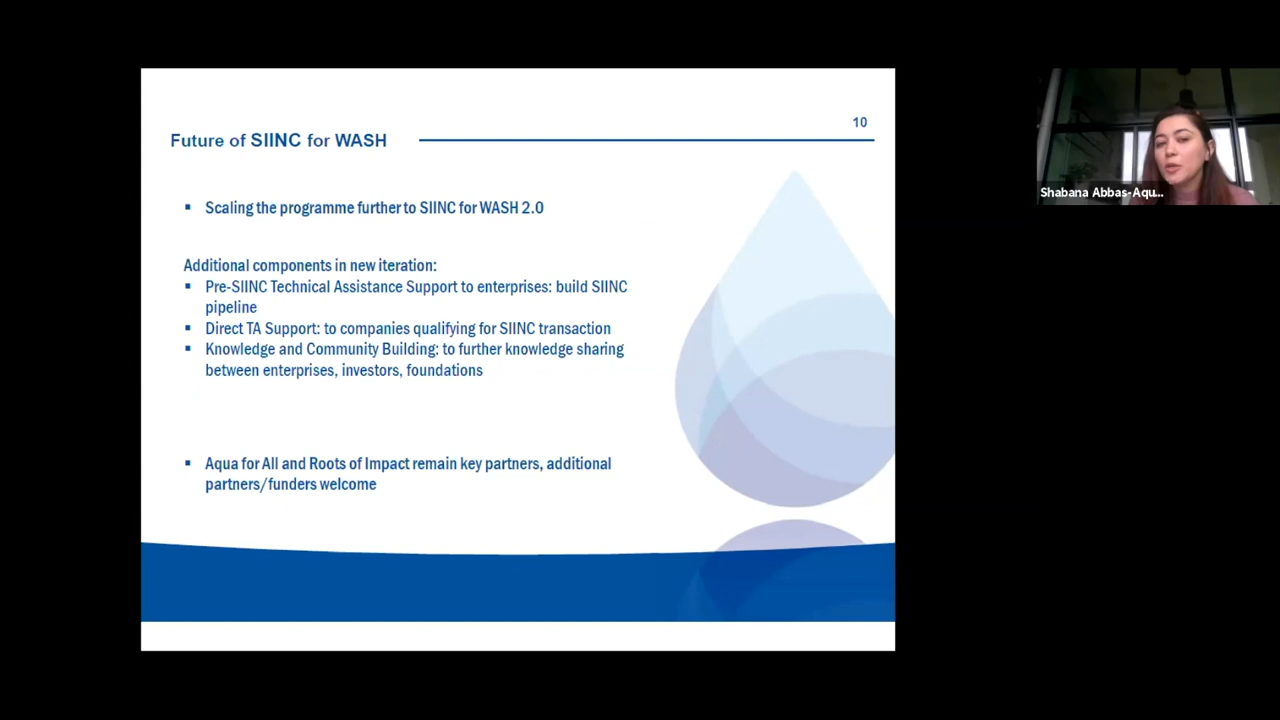 10
Future of SIINC for WASH
▪ Scaling the programme further to SIINC for WASH 2.0
Additional components in new iteration:
▪ Pre-SIINC Technical Assistance Support to enterprises: build SIINC
pipeline
▪ Direct TA Support: to companies qualifying for SIINC transaction
▪ Knowledge and Community Building: to further knowledge sharing
between enterprises, investors, foundations
▪ Aqua for All and Roots of Impact remain key partners, additional
partners/funders welcome
Shabana Abbas-Aqu...